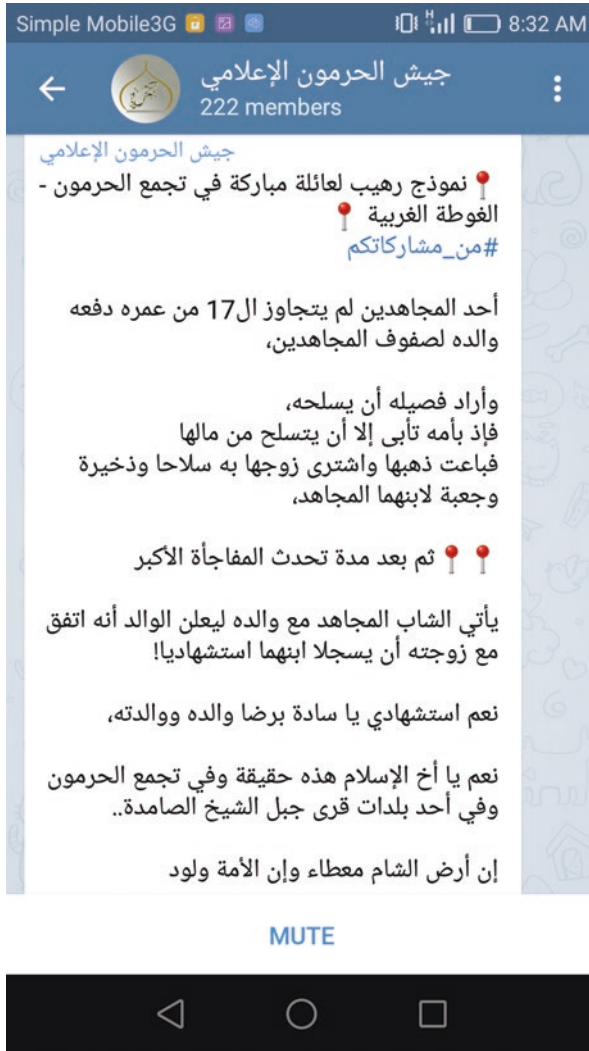 Simple Mobile3G 8:32 AM
جيش الحرمون الإعلامي
222 members
جيش الحرمون الإعلامي
📍 نموذج رهيب لعائلة مباركة في تجمع الحرمون -
الغوطة الغربية 📍
#من_مشاركاتكم
أحد المجاهدين لم يتجاوز ال17 من عمره دفعه
والده لصفوف المجاهدين،
وأراد فصيله أن يسلحه،
فإذ بأمه تأبى إلا أن يتسلح من مالها
فباعت ذهبها واشترى زوجها به سلاحا وذخيرة
وجعبة لابنهما المجاهد،
📍📍 ثم بعد مدة تحدث المفاجأة الأكبر
يأتي الشاب المجاهد مع والده ليعلن الوالد أنه اتفق
مع زوجته أن يسجلا ابنهما استشهاديا!
نعم استشهادي يا سادة برضا والده ووالدته،
نعم يا أخ الإسلام هذه حقيقة وفي تجمع الحرمون
وفي أحد بلدات قرى جبل الشيخ الصامدة..
إن أرض الشام معطاء وإن الأمة ولود
MUTE